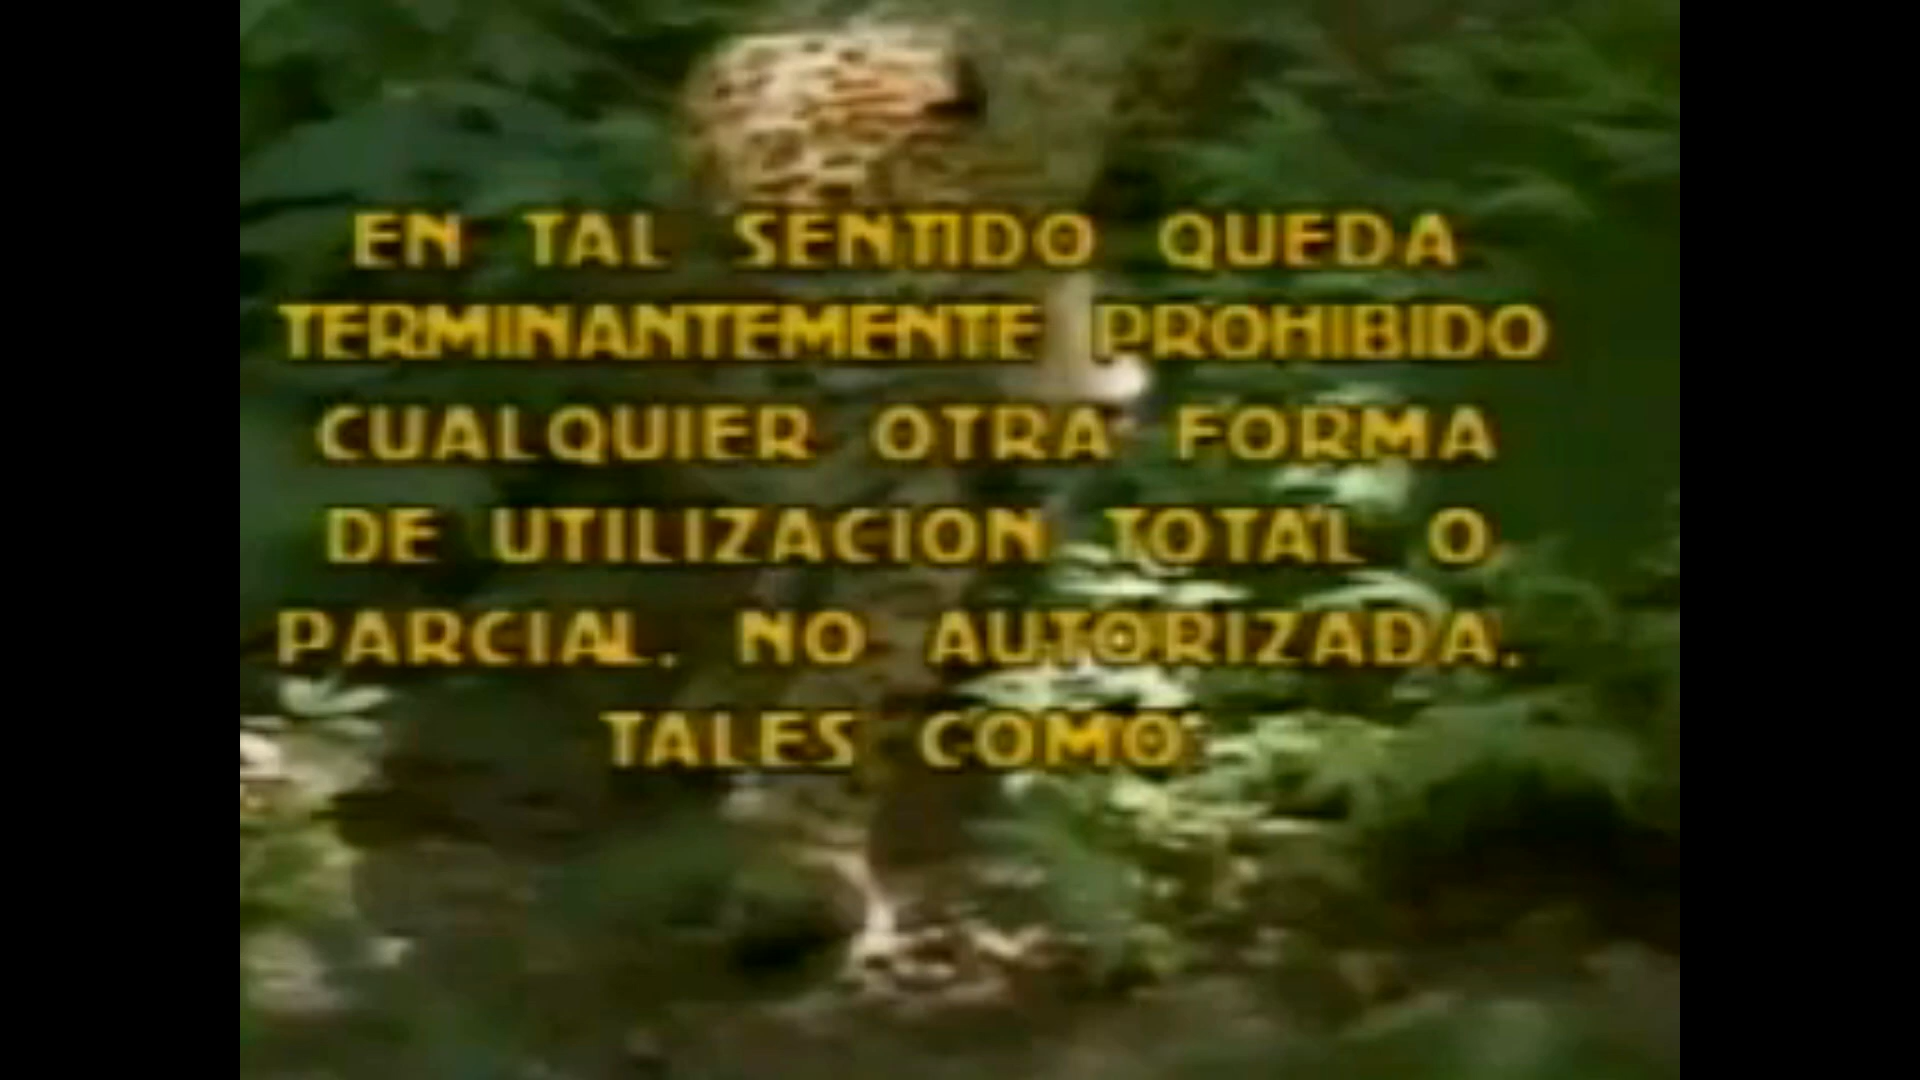 EN TAL SENTIDO QUEDA
TERMINANTEMENTE PROHIBIDO
CUALQUIER OTRA FORMA
DE UTILIZACION TOTAL O
PARCIAL. NO AUTORIZADA.
TALES COMO: